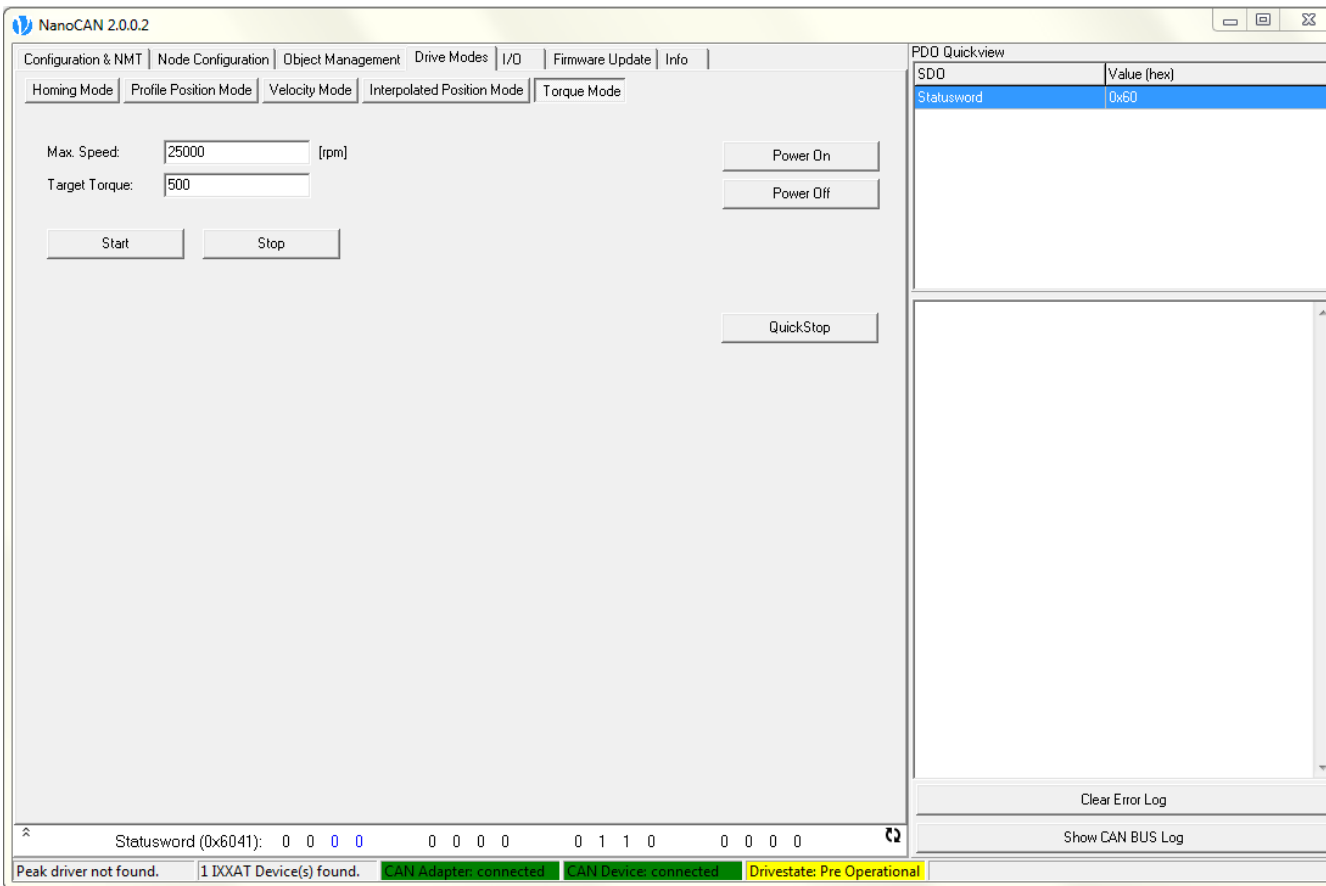 NanoCAN 2.0.0.2
Configuration & NMT Node Configuration Object Management Drive Modes I/O Firmware Update Info
Homing Mode Profile Position Mode Velocity Mode Interpolated Position Mode Torque Mode
Max. Speed: 25000 [rpm]
Target Torque: 500
Power On
Power Off
Start Stop
QuickStop
PDO Quickview
SDO Value (hex)
Statusword 0x60
Clear Error Log
Show CAN BUS Log
Statusword (0x6041): 0 0 0 0 0 0 0 0 0 1 1 0 0 0 0 0
Peak driver not found. 1 IXXAT Device(s) found. CAN Adapter: connected CAN Device: connected Drivestate: Pre Operational